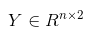 Y ∈ R^{n×2}